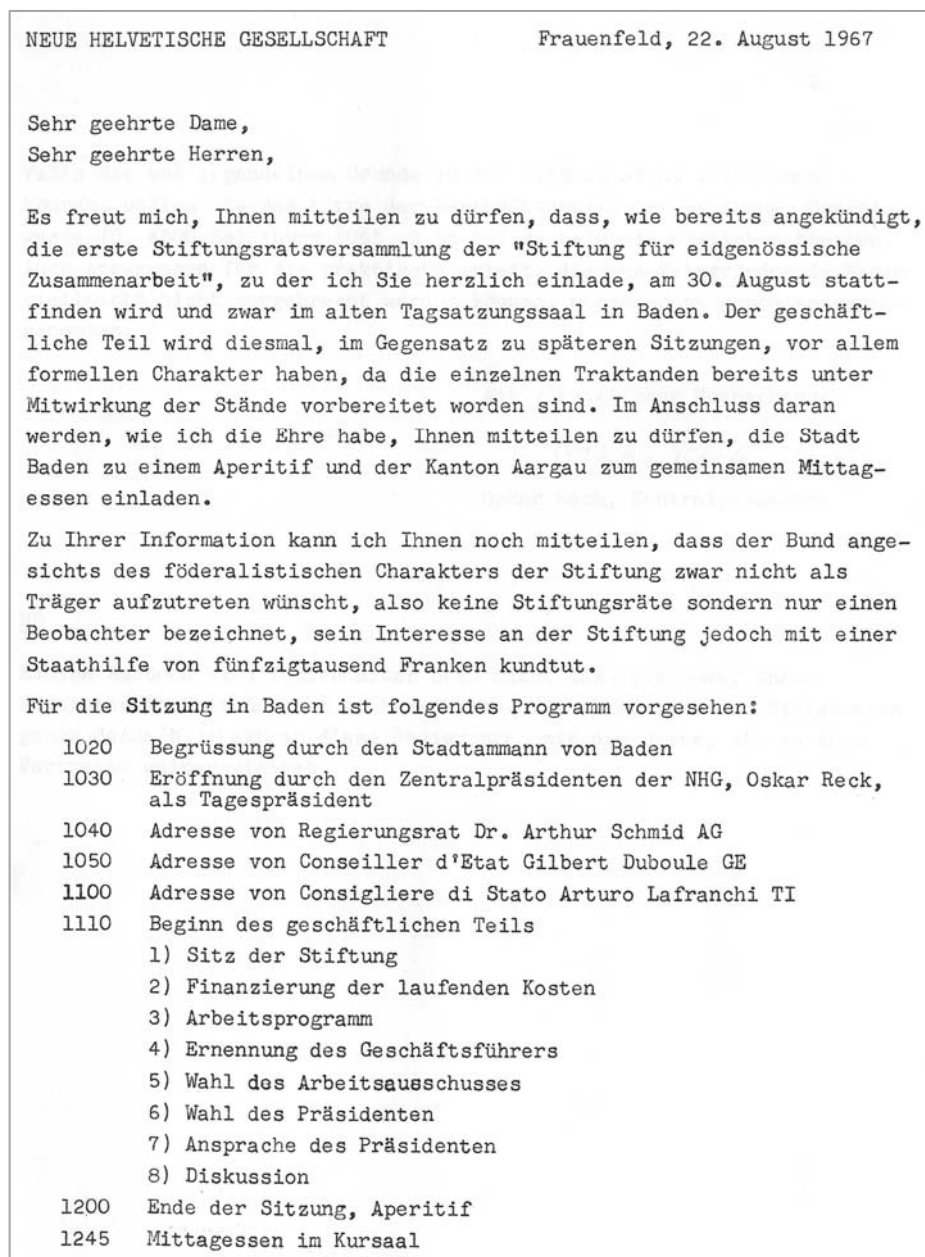 NEUE HELVETISCHE GESELLSCHAFT Frauenfeld, 22. August 1967
Sehr geehrte Dame,
Sehr geehrte Herren,
Es freut mich, Ihnen mitteilen zu dürfen, dass, wie bereits angekündigt,
die erste Stiftungsratsversammlung der "Stiftung für eidgenössische
Zusammenarbeit", zu der ich Sie herzlich einlade, am 30. August statt-
finden wird und zwar im alten Tagsatzungssaal in Baden. Der geschäft-
liche Teil wird diesmal, im Gegensatz zu späteren Sitzungen, vor allem
formellen Charakter haben, da die einzelnen Traktanden bereits unter
Mitwirkung der Stände vorbereitet worden sind. Im Anschluss daran
werden, wie ich die Ehre habe, Ihnen mitteilen zu dürfen, die Stadt
Baden zu einem Aperitif und der Kanton Aargau zum gemeinsamen Mittag-
essen einladen.
Zu Ihrer Information kann ich Ihnen noch mitteilen, dass der Bund ange-
sichts des föderalistischen Charakters der Stiftung zwar nicht als
Träger aufzutreten wünscht, also keine Stiftungsräte sondern nur einen
Beobachter bezeichnet, sein Interesse an der Stiftung jedoch mit einer
Staathilfe von fünfzigtausend Franken kundtut.
Für die Sitzung in Baden ist folgendes Programm vorgesehen:
1020 Begrüssung durch den Stadtammann von Baden
1030 Eröffnung durch den Zentralpräsidenten der NHG, Oskar Reck,
als Tagespräsident
1040 Adresse von Regierungsrat Dr. Arthur Schmid AG
1050 Adresse von Conseiller d'Etat Gilbert Duboule GE
1100 Adresse von Consigliere di Stato Arturo Lafranchi TI
1110 Beginn des geschäftlichen Teils
1) Sitz der Stiftung
2) Finanzierung der laufenden Kosten
3) Arbeitsprogramm
4) Ernennung des Geschäftsführers
5) Wahl des Arbeitsausschusses
6) Wahl des Präsidenten
7) Ansprache des Präsidenten
8) Diskussion
1200 Ende der Sitzung, Aperitif
1245 Mittagessen im Kursaal